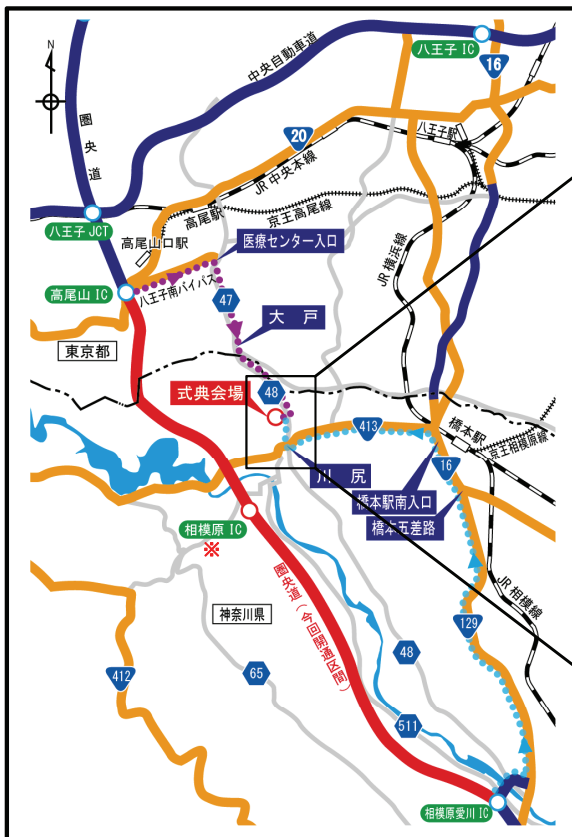 八王子 IC
中央自動車道
16
N
圏央道
20
八王子駅
JR 中央本線
高尾駅
京王高尾線
八王子 JCT
高尾山口駅
医療センター入口
JR 横浜線
高尾山 IC
八王子南バイパス
47
大 戸
東京都
48
式典会場
413
橋本駅
京王相模原線
川 尻
16
橋本駅南入口
橋本五差路
相模原 IC
※
圏央道(今回開通区間)
JR 相模線
神奈川県
129
48
412
65
511
相模原愛川 IC